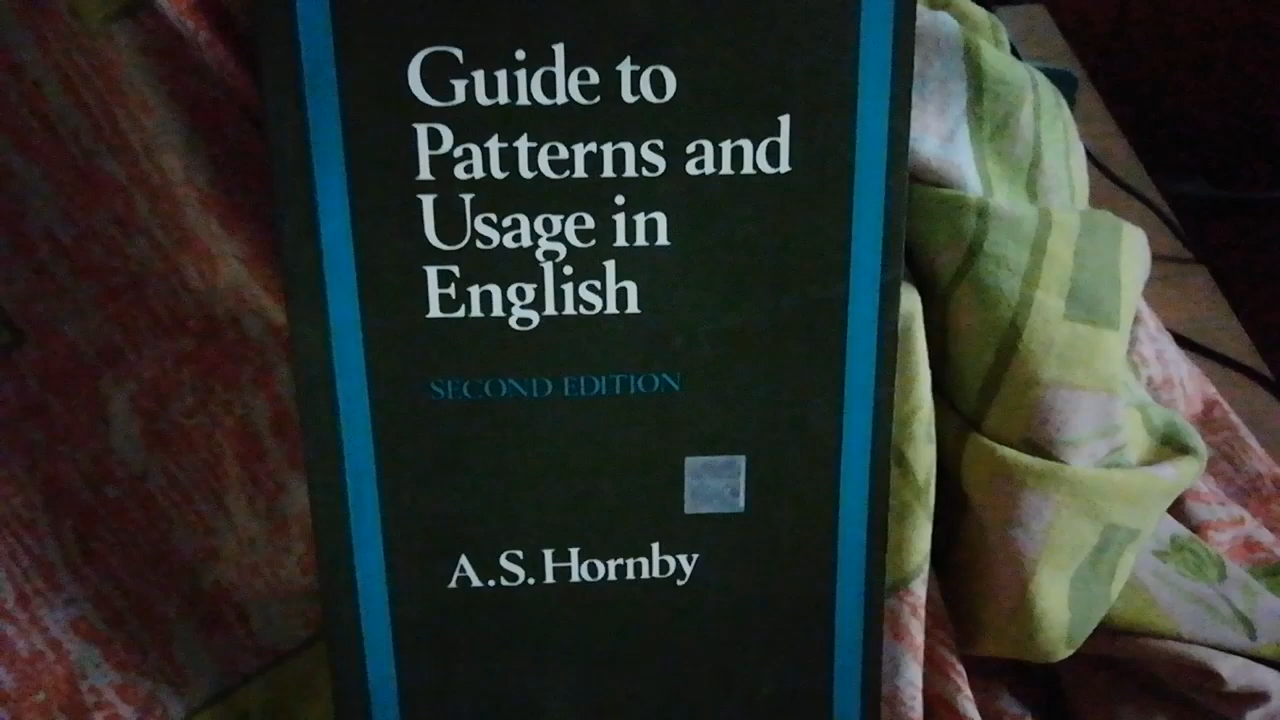 Guide to
Patterns and
Usage in
English
SECOND EDITION
A.S.Hornby